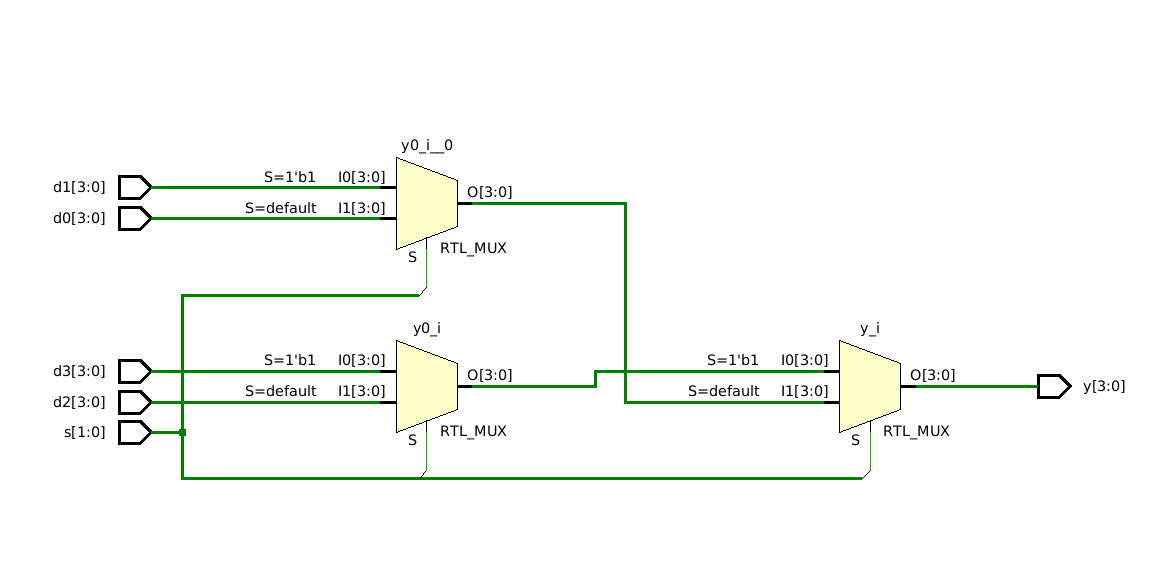 y0_i__0
d1[3:0] S=1'b1 I0[3:0]
O[3:0]
d0[3:0] S=default I1[3:0]
RTL_MUX
S
y0_i
y_i
d3[3:0] S=1'b1 I0[3:0] S=1'b1 I0[3:0]
O[3:0] O[3:0]
y[3:0]
d2[3:0] S=default I1[3:0] S=default I1[3:0]
s[1:0] RTL_MUX RTL_MUX
S S